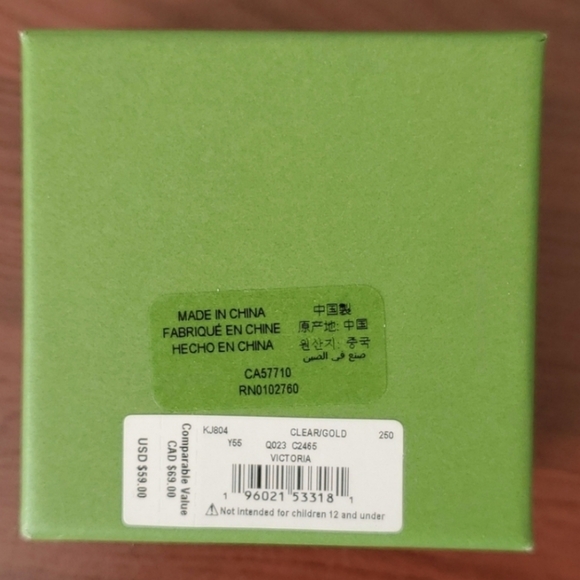 MADE IN CHINA
FABRIQUÉ EN CHINE
HECHO EN CHINA
中国製
原产地: 中国
원산지: 중국
صنع في الصين
CA57710
RN0102760
KJ804 CLEAR/GOLD 250
Y55 Q023 C2465
VICTORIA
1 96021 53318 1
⚠ Not intended for children 12 and under
Comparable Value
CAD $69.00
USD $59.00